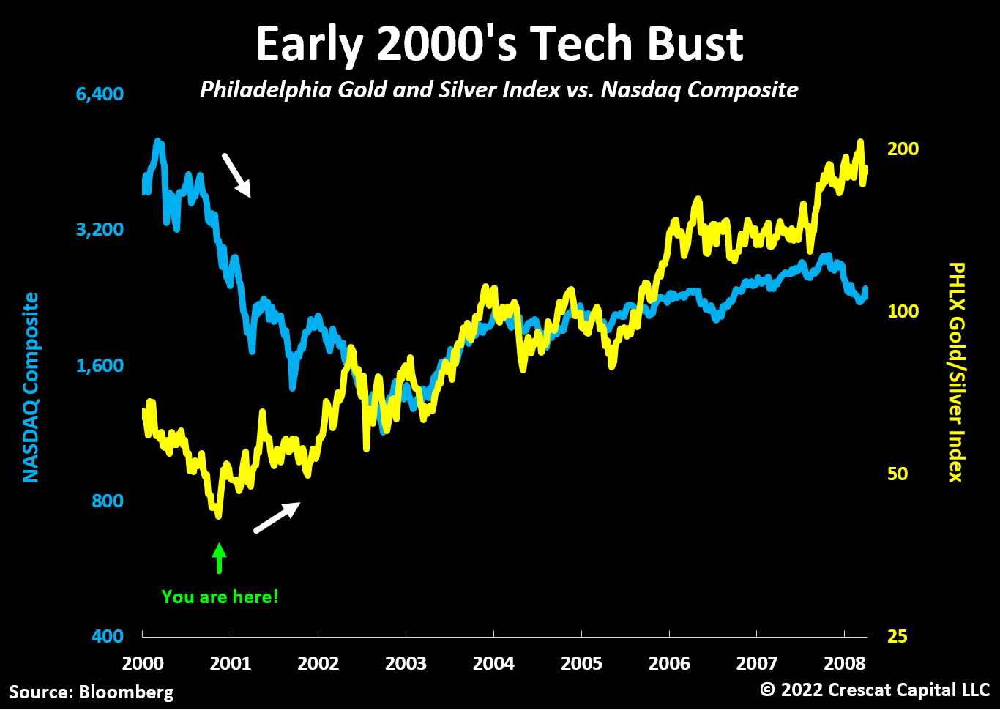 Early 2000's Tech Bust
Philadelphia Gold and Silver Index vs. Nasdaq Composite
6,400
3,200
1,600
800
400
NASDAQ Composite
200
100
50
25
PHLX Gold/Silver Index
You are here!
2000 2001 2002 2003 2004 2005 2006 2007 2008
Source: Bloomberg
© 2022 Crescat Capital LLC